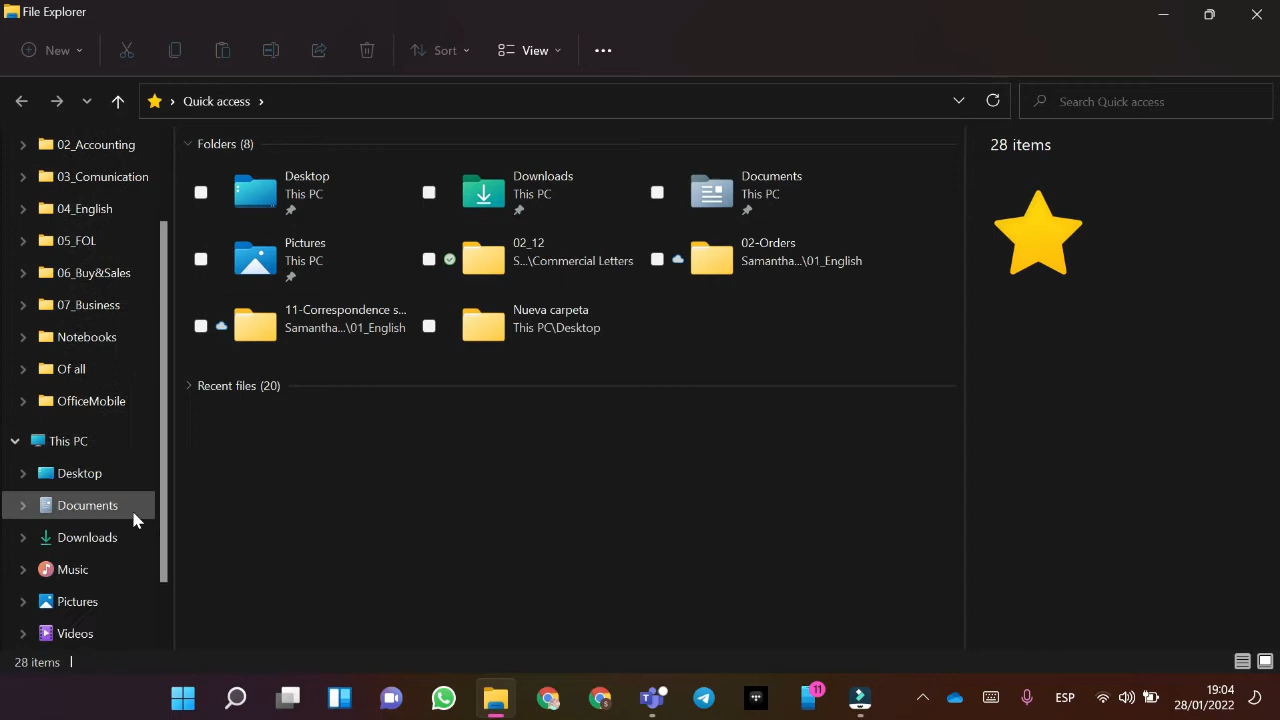 File Explorer
New
Sort
View
Quick access
Search Quick access
02_Accounting
03_Comunication
04_English
05_FOL
06_Buy&Sales
07_Business
Notebooks
Of all
OfficeMobile
This PC
Desktop
Documents
Downloads
Music
Pictures
Videos
Folders (8)
Desktop
This PC
Downloads
This PC
Documents
This PC
Pictures
This PC
02_12
S...\Commercial Letters
02-Orders
Samantha...\01_English
11-Correspondence s...
Samantha...\01_English
Nueva carpeta
This PC\Desktop
Recent files (20)
28 items
28 items
11
ESP
19:04
28/01/2022